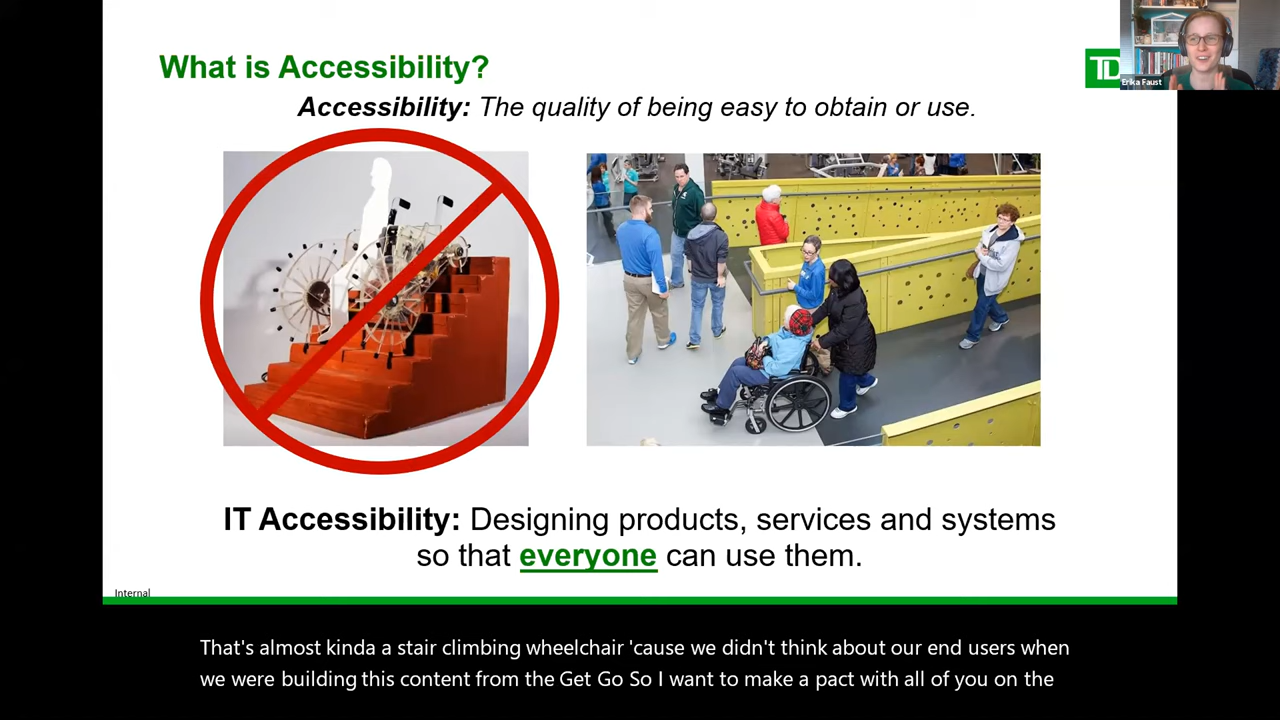 What is Accessibility?
TD
Erika Faust
Accessibility: The quality of being easy to obtain or use.
IT Accessibility: Designing products, services and systems
so that everyone can use them.
Internal
That's almost kinda a stair climbing wheelchair 'cause we didn't think about our end users when
we were building this content from the Get Go So I want to make a pact with all of you on the